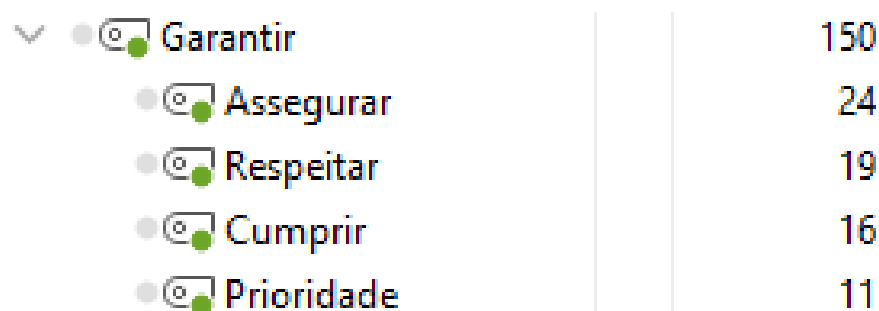 Garantir 150
Assegurar 24
Respeitar 19
Cumprir 16
Prioridade 11